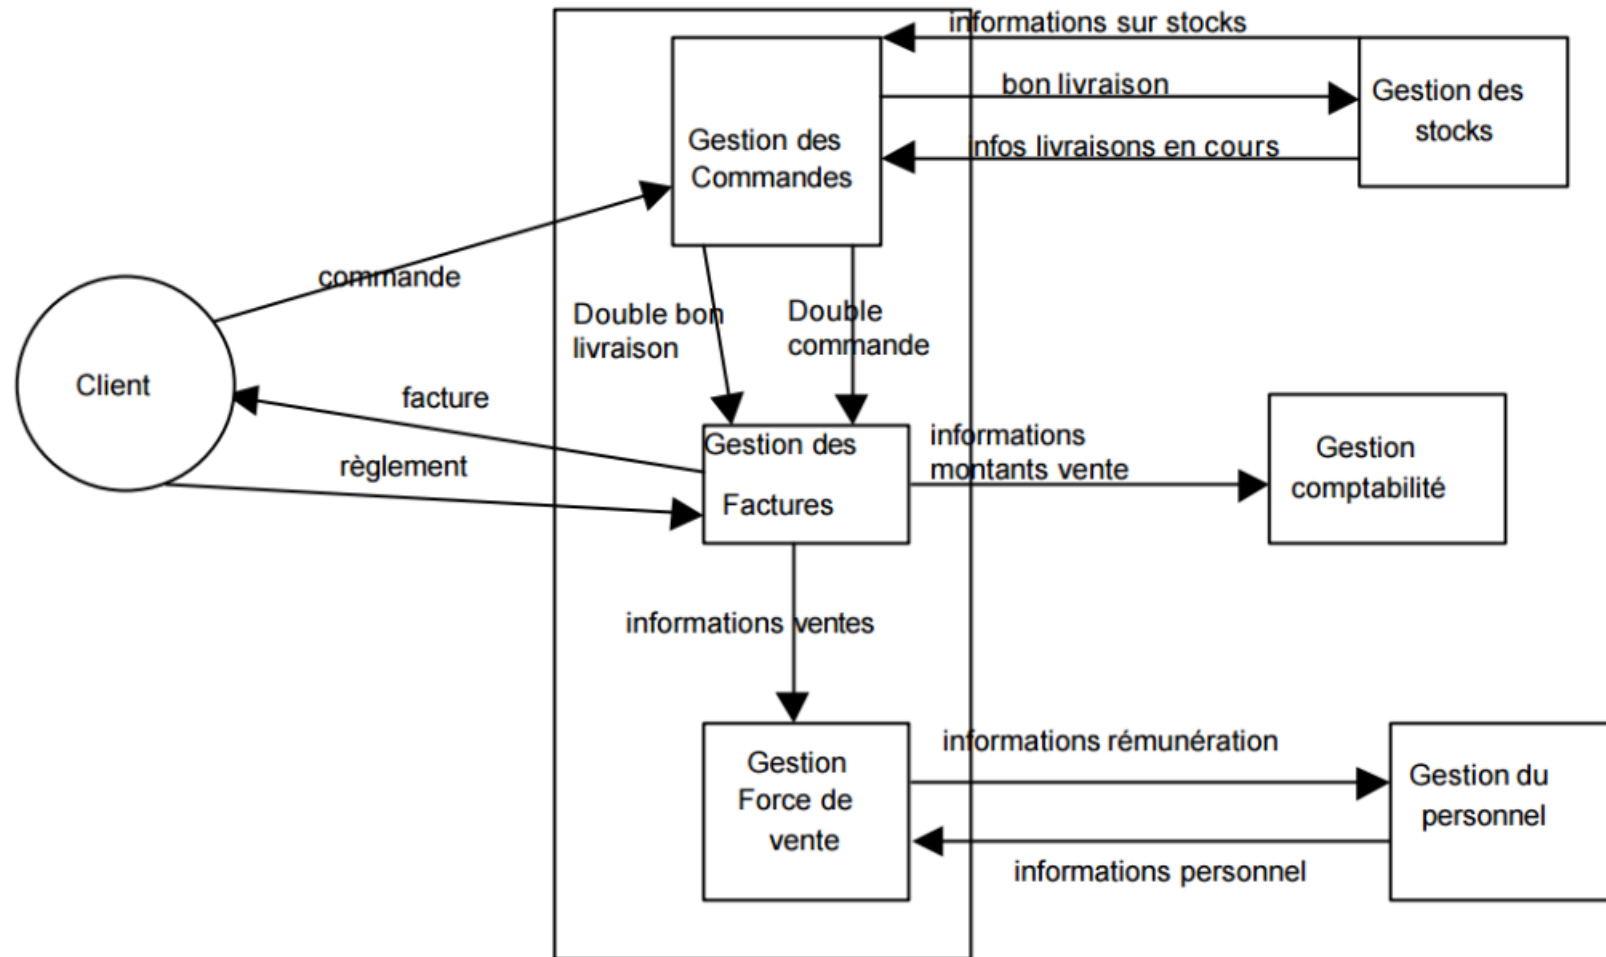 informations sur stocks
bon livraison
infos livraisons en cours
Gestion des
stocks
Gestion des
Commandes
commande
Double bon
livraison
Double
commande
Client
facture
règlement
Gestion des
Factures
informations
montants vente
Gestion
comptabilité
informations ventes
Gestion
Force de
vente
informations rémunération
informations personnel
Gestion du
personnel